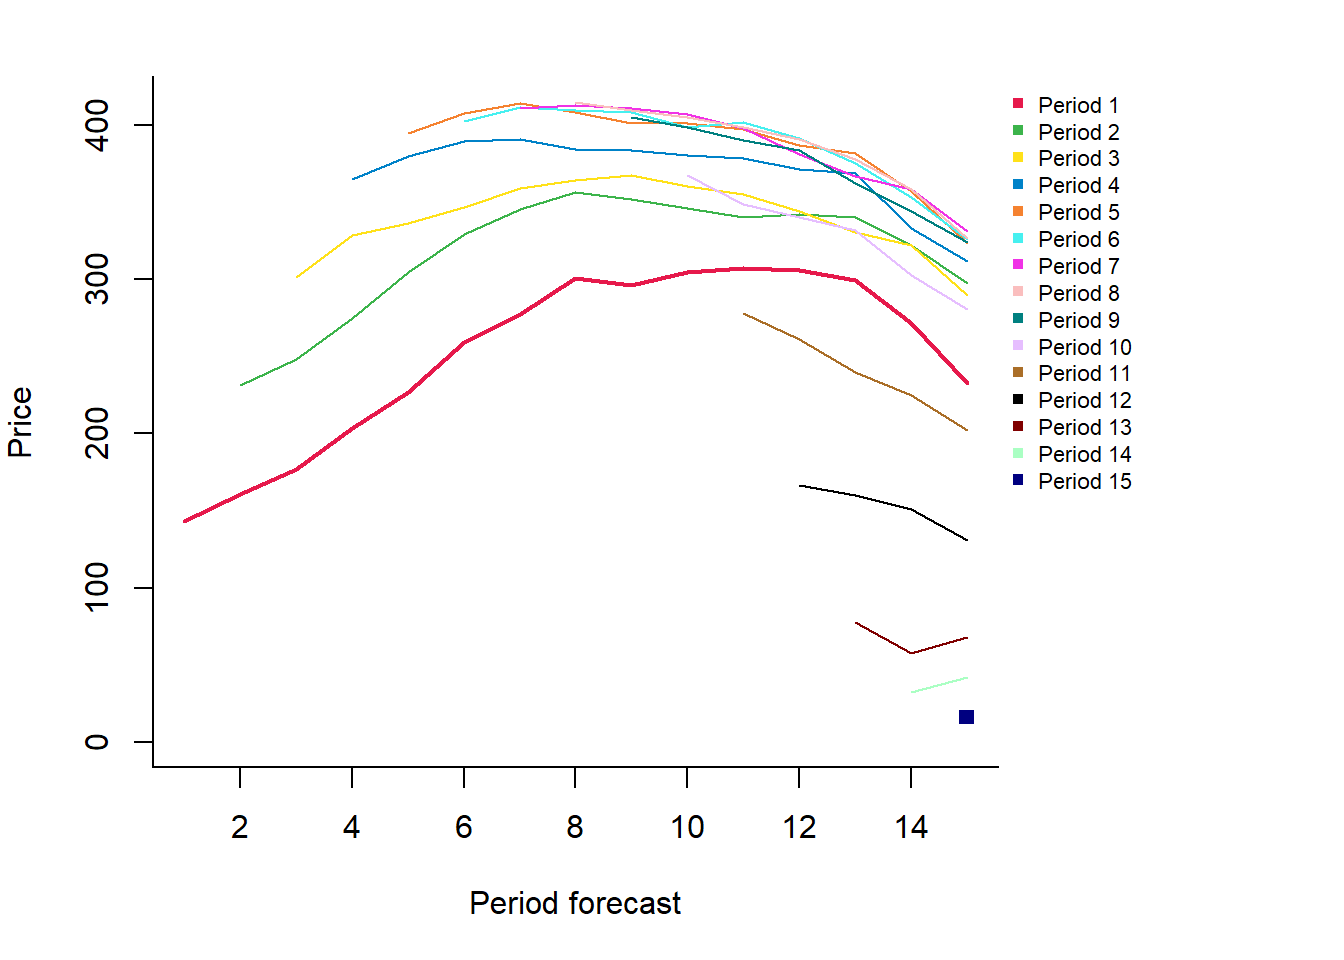 400
300
200
100
0
Price
2 4 6 8 10 12 14
Period forecast
Period 1
Period 2
Period 3
Period 4
Period 5
Period 6
Period 7
Period 8
Period 9
Period 10
Period 11
Period 12
Period 13
Period 14
Period 15